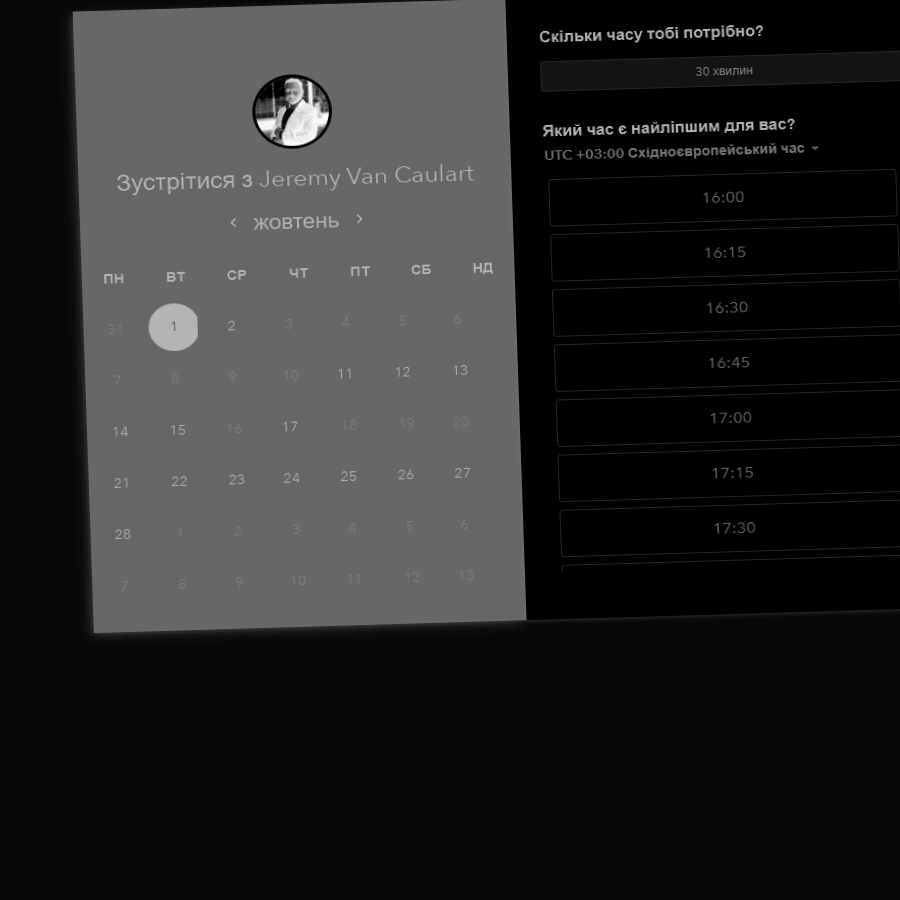 Зустрітися з Jeremy Van Caulart
жовтень
ПН ВТ СР ЧТ ПТ СБ НД
31 1 2 3 4 5 6
7 8 9 10 11 12 13
14 15 16 17 18 19 20
21 22 23 24 25 26 27
28 1 2 3 4 5 6
7 8 9 10 11 12 13
Скільки часу тобі потрібно?
30 хвилин
Який час є найліпшим для вас?
UTC +03:00 Східноєвропейський час
16:00
16:15
16:30
16:45
17:00
17:15
17:30